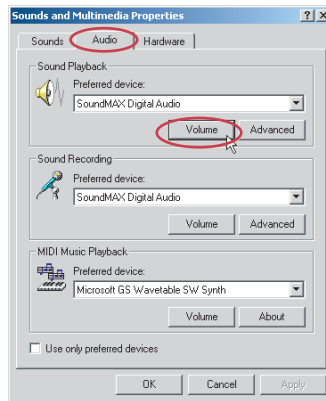 Sounds and Multimedia Properties
Sounds Audio Hardware
Sound Playback
Preferred device:
SoundMAX Digital Audio
Volume Advanced
Sound Recording
Preferred device:
SoundMAX Digital Audio
Volume Advanced
MIDI Music Playback
Preferred device:
Microsoft GS Wavetable SW Synth
Volume About
Use only preferred devices
OK Cancel Apply